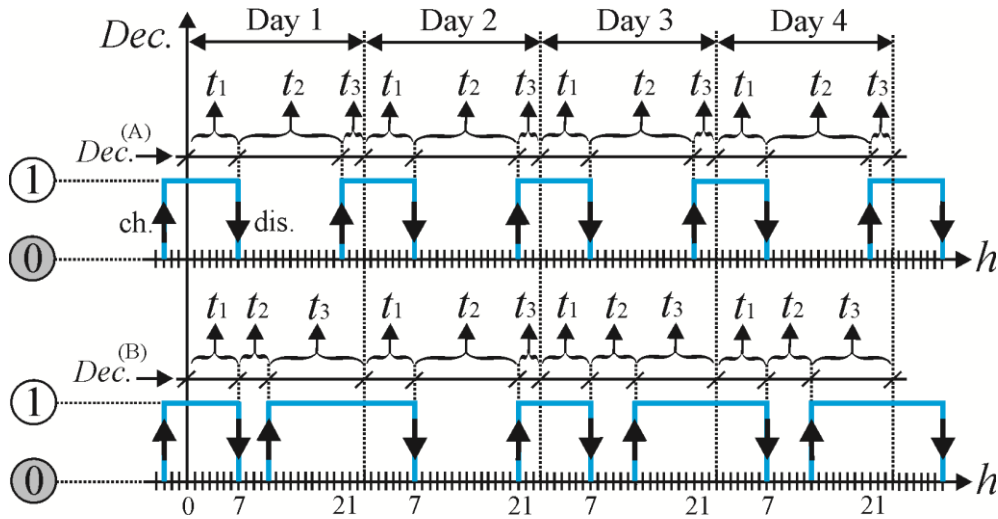 Dec. Day 1 Day 2 Day 3 Day 4
t1 t2 t3 t1 t2 t3 t1 t2 t3 t1 t2 t3
Dec.(A)
1
ch. dis.
0 h
t1 t2 t3 t1 t2 t3 t1 t2 t3 t1 t2 t3
Dec.(B)
1
0 h
0 7 21 7 21 7 21 7 21